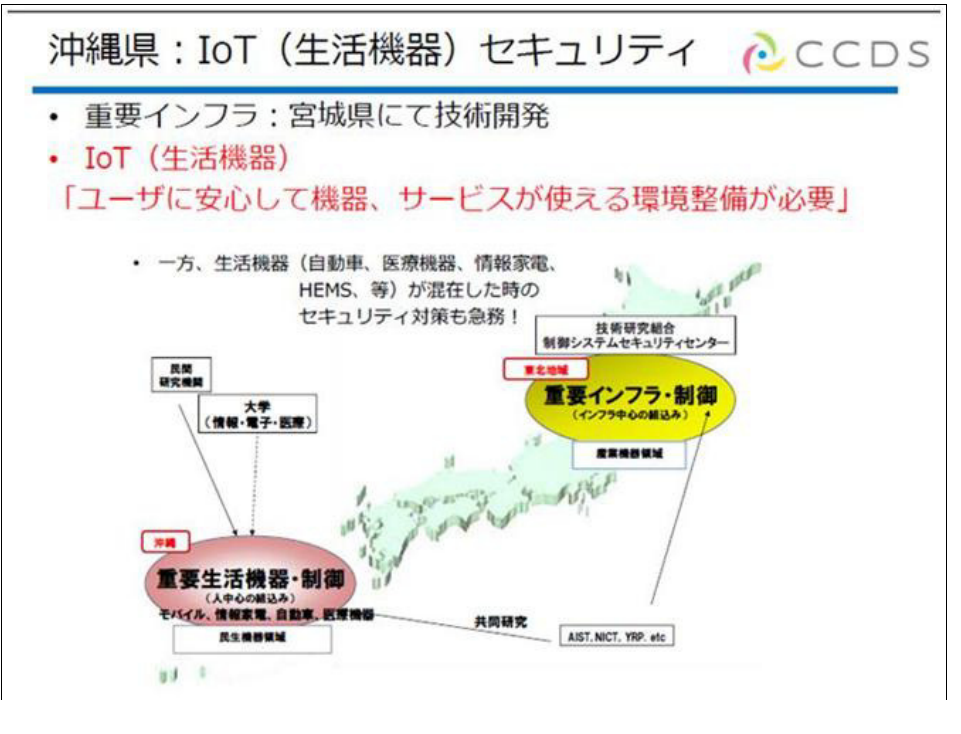 沖縄県：IoT（生活機器）セキュリティ
CCDS
• 重要インフラ：宮城県にて技術開発
• IoT（生活機器）
「ユーザに安心して機器、サービスが使える環境整備が必要」
• 一方、生活機器（自動車、医療機器、情報家電、
HEMS、等）が混在した時の
セキュリティ対策も急務！
技術研究組合
制御システムセキュリティセンター
東北地域
重要インフラ・制御
（インフラ中心の組込み）
産業機器領域
民間
研究機関
大学
（情報・電子・医療）
沖縄
重要生活機器・制御
（人中心の組込み）
モバイル、情報家電、自動車、医療機器
民生機器領域
共同研究
AIST, NICT, YRP. etc